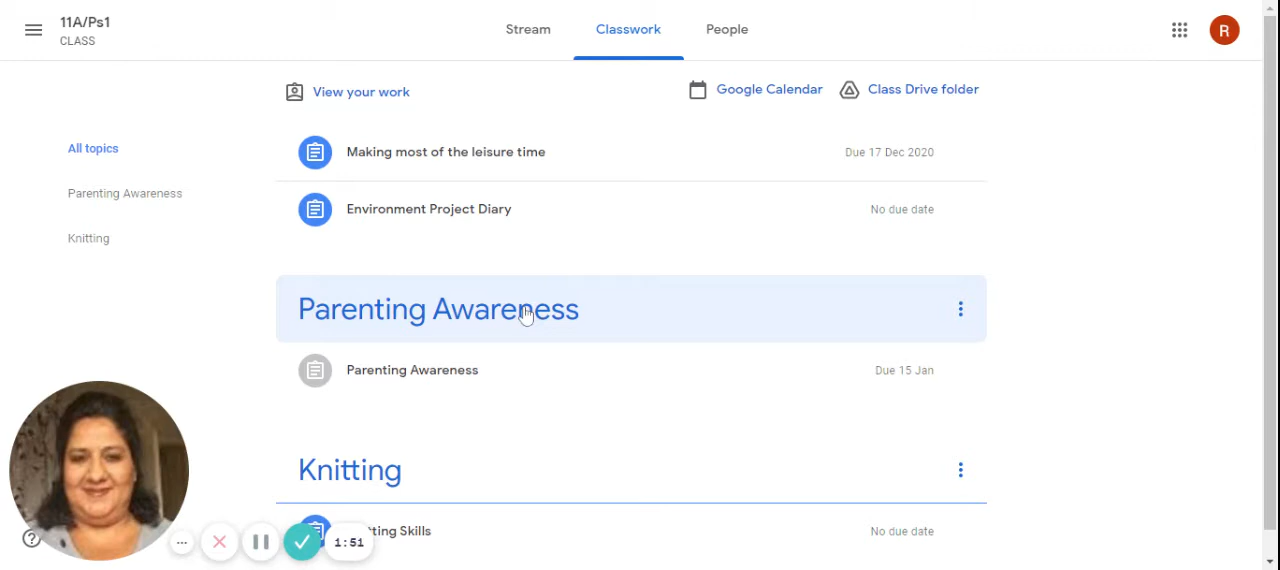 11A/Ps1
CLASS
Stream
Classwork
People
R
View your work
Google Calendar
Class Drive folder
All topics
Parenting Awareness
Knitting
Making most of the leisure time
Due 17 Dec 2020
Environment Project Diary
No due date
Parenting Awareness
Parenting Awareness
Due 15 Jan
Knitting
tting Skills
No due date
1:51